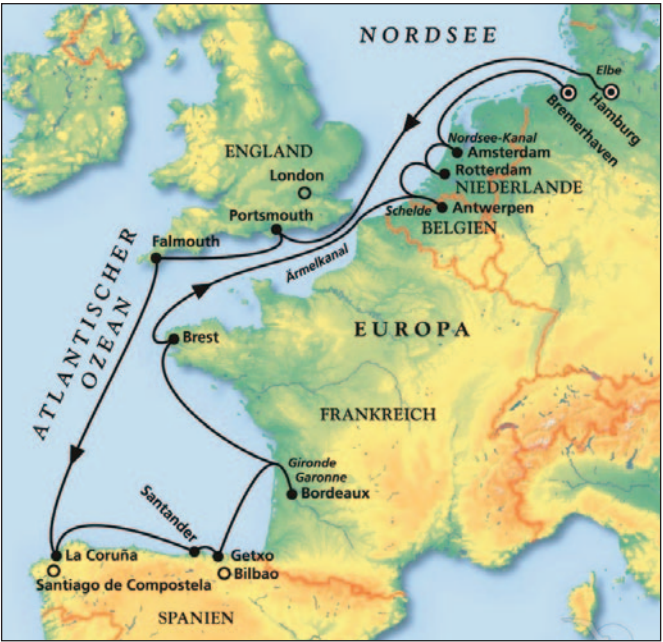 NORDSEE
Elbe
Hamburg
Bremerhaven
Nordsee-Kanal
Amsterdam
ENGLAND
Rotterdam
London
NIEDERLANDE
Schelde
Antwerpen
Portsmouth
BELGIEN
Falmouth
Ärmelkanal
ATLANTISCHER
OZEAN
EUROPA
Brest
FRANKREICH
Gironde
Garonne
Bordeaux
Santander
La Coruña
Getxo
Bilbao
Santiago de Compostela
SPANIEN